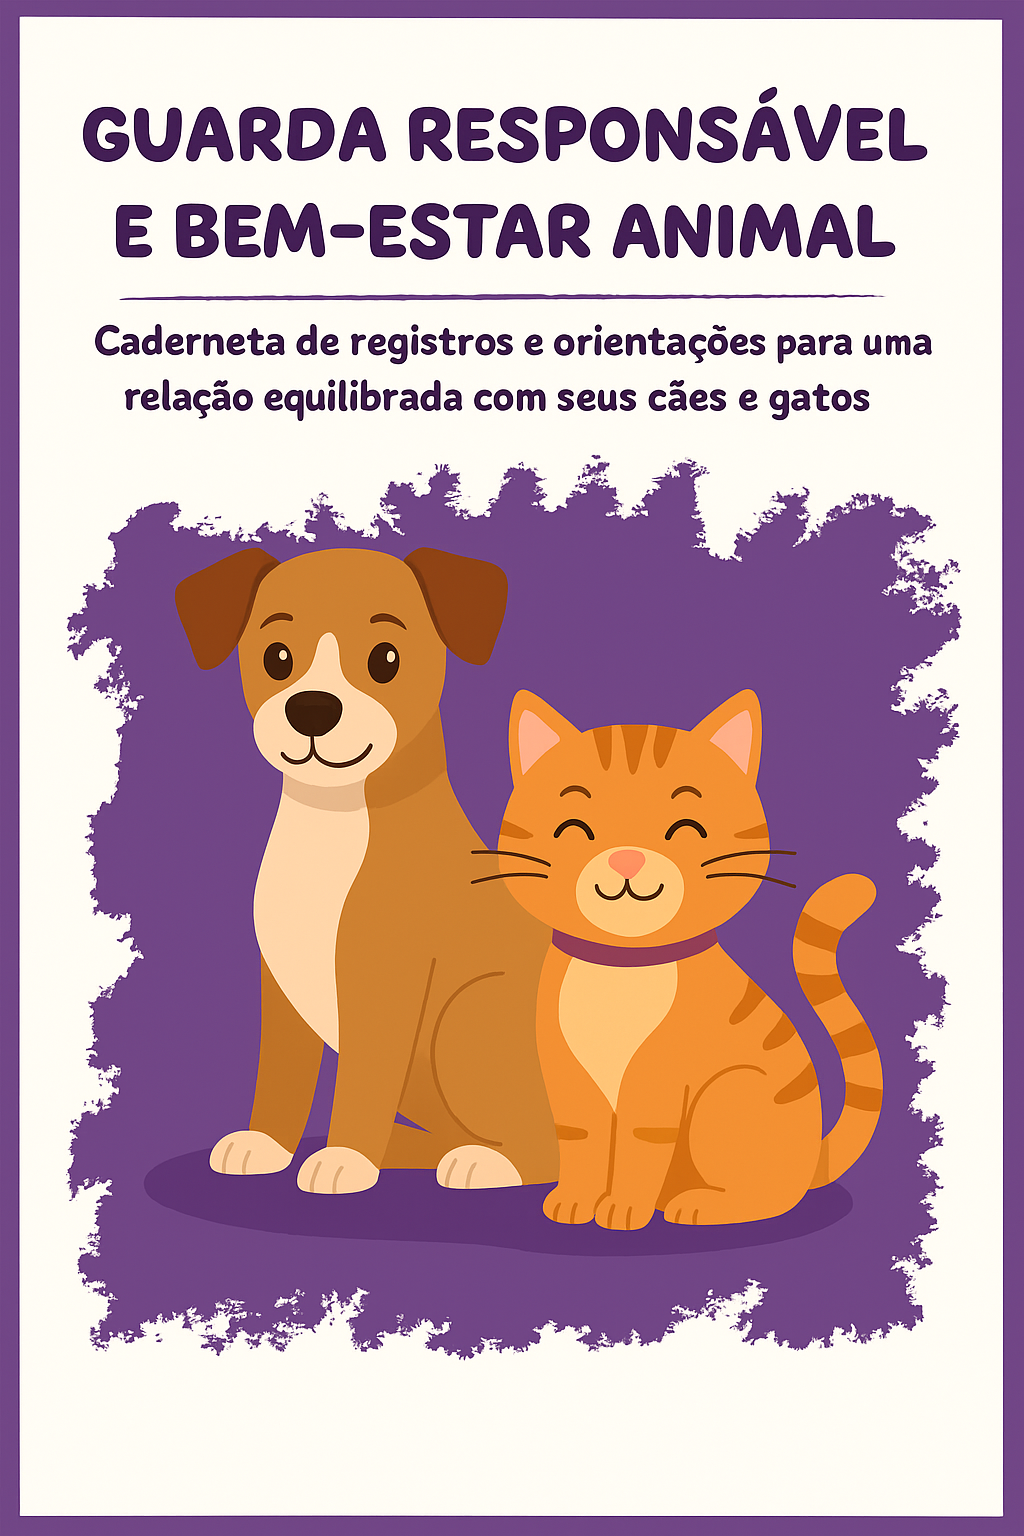 GUARDA RESPONSÁVEL
E BEM-ESTAR ANIMAL
Caderneta de registros e orientações para uma
relação equilibrada com seus cães e gatos